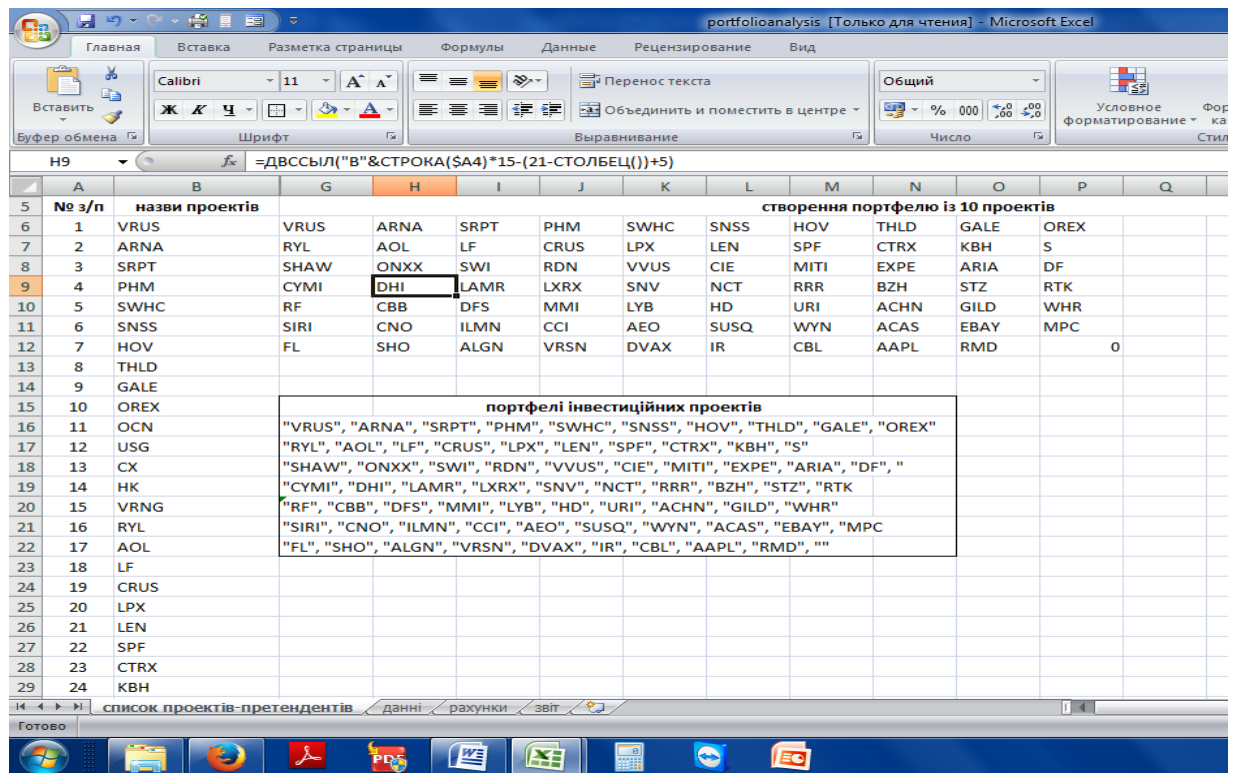 portfolioanalysis [Только для чтения] - Microsoft Excel
Главная Вставка Разметка страницы Формулы Данные Рецензирование Вид
Calibri 11 А А Перенос текста Общий
Вставить Ж К Ч А Объединить и поместить в центре % 000 ,0 ,00 ,00 ,0 Условное форматирование
Буфер обмена Шрифт Выравнивание Число
H9 fx =ДВССЫЛ("B"&СТРОКА($A4)*15-(21-СТОЛБЕЦ())+5)
A B G H I J K L M N O P Q
5 № з/п назви проектів створення портфелю із 10 проектів
6 1 VRUS VRUS ARNA SRPT PHM SWHC SNSS HOV THLD GALE OREX
7 2 ARNA RYL AOL LF CRUS LPX LEN SPF CTRX KBH S
8 3 SRPT SHAW ONXX SWI RDN VVUS CIE MITI EXPE ARIA DF
9 4 PHM CYMI DHI LAMR LXRX SNV NCT RRR BZH STZ RTK
10 5 SWHC RF CBB DFS MMI LYB HD URI ACHN GILD WHR
11 6 SNSS SIRI CNO ILMN CCI AEO SUSQ WYN ACAS EBAY MPC
12 7 HOV FL SHO ALGN VRSN DVAX IR CBL AAPL RMD 0
13 8 THLD
14 9 GALE
15 10 OREX портфелі інвестиційних проектів
16 11 OCN "VRUS", "ARNA", "SRPT", "PHM", "SWHC", "SNSS", "HOV", "THLD", "GALE", "OREX"
17 12 USG "RYL", "AOL", "LF", "CRUS", "LPX", "LEN", "SPF", "CTRX", "KBH", "S"
18 13 CX "SHAW", "ONXX", "SWI", "RDN", "VVUS", "CIE", "MITI", "EXPE", "ARIA", "DF", "
19 14 HK "CYMI", "DHI", "LAMR", "LXRX", "SNV", "NCT", "RRR", "BZH", "STZ", "RTK
20 15 VRNG "RF", "CBB", "DFS", "MMI", "LYB", "HD", "URI", "ACHN", "GILD", "WHR"
21 16 RYL "SIRI", "CNO", "ILMN", "CCI", "AEO", "SUSQ", "WYN", "ACAS", "EBAY", "MPC
22 17 AOL "FL", "SHO", "ALGN", "VRSN", "DVAX", "IR", "CBL", "AAPL", "RMD", ""
23 18 LF
24 19 CRUS
25 20 LPX
26 21 LEN
27 22 SPF
28 23 CTRX
29 24 KBH
список проектів-претендентів данні рахунки звіт
Готово